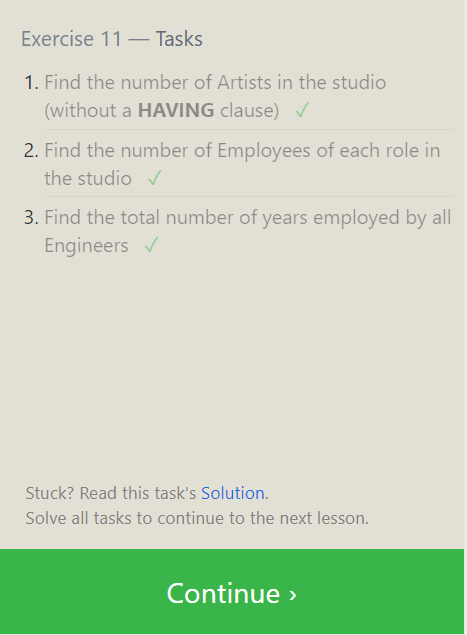 Exercise 11 — Tasks
1. Find the number of Artists in the studio
(without a HAVING clause) ✓
2. Find the number of Employees of each role in
the studio ✓
3. Find the total number of years employed by all
Engineers ✓
Stuck? Read this task's Solution.
Solve all tasks to continue to the next lesson.
Continue ›